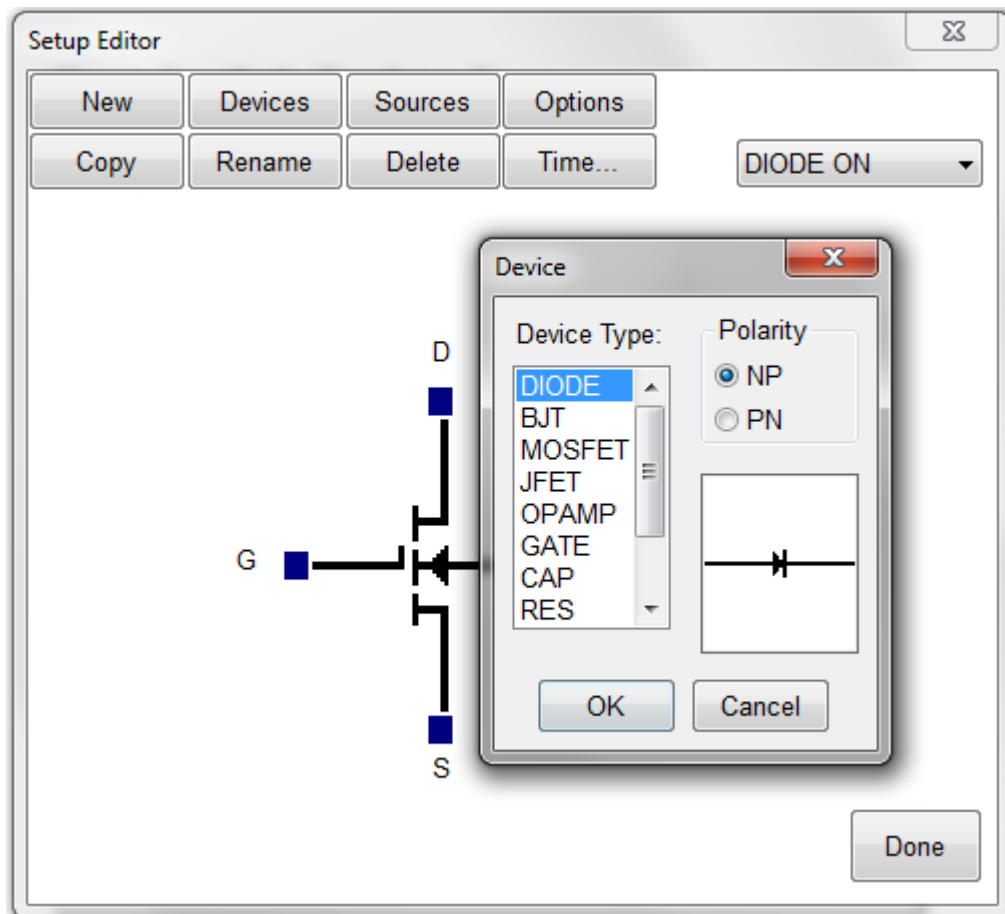 Setup Editor
New Devices Sources Options
Copy Rename Delete Time...
DIODE ON
Device
Device Type:
DIODE
BJT
MOSFET
JFET
OPAMP
GATE
CAP
RES
Polarity
NP
PN
OK Cancel
D
G
S
Done